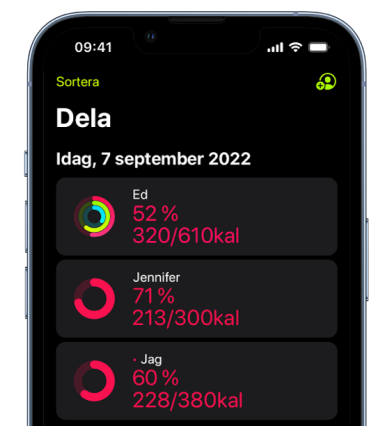 09:41
Sortera
Dela
Idag, 7 september 2022
Ed
52 %
320/610kal
Jennifer
71 %
213/300kal
· Jag
60 %
228/380kal